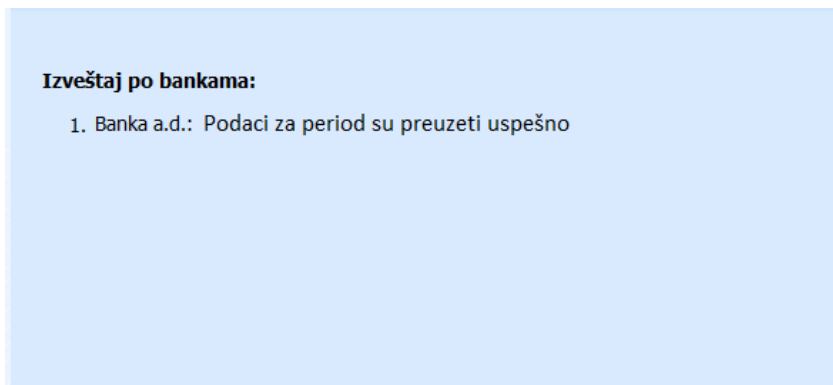 Izveštaj po bankama:
1. Banka a.d.: Podaci za period su preuzeti uspešno